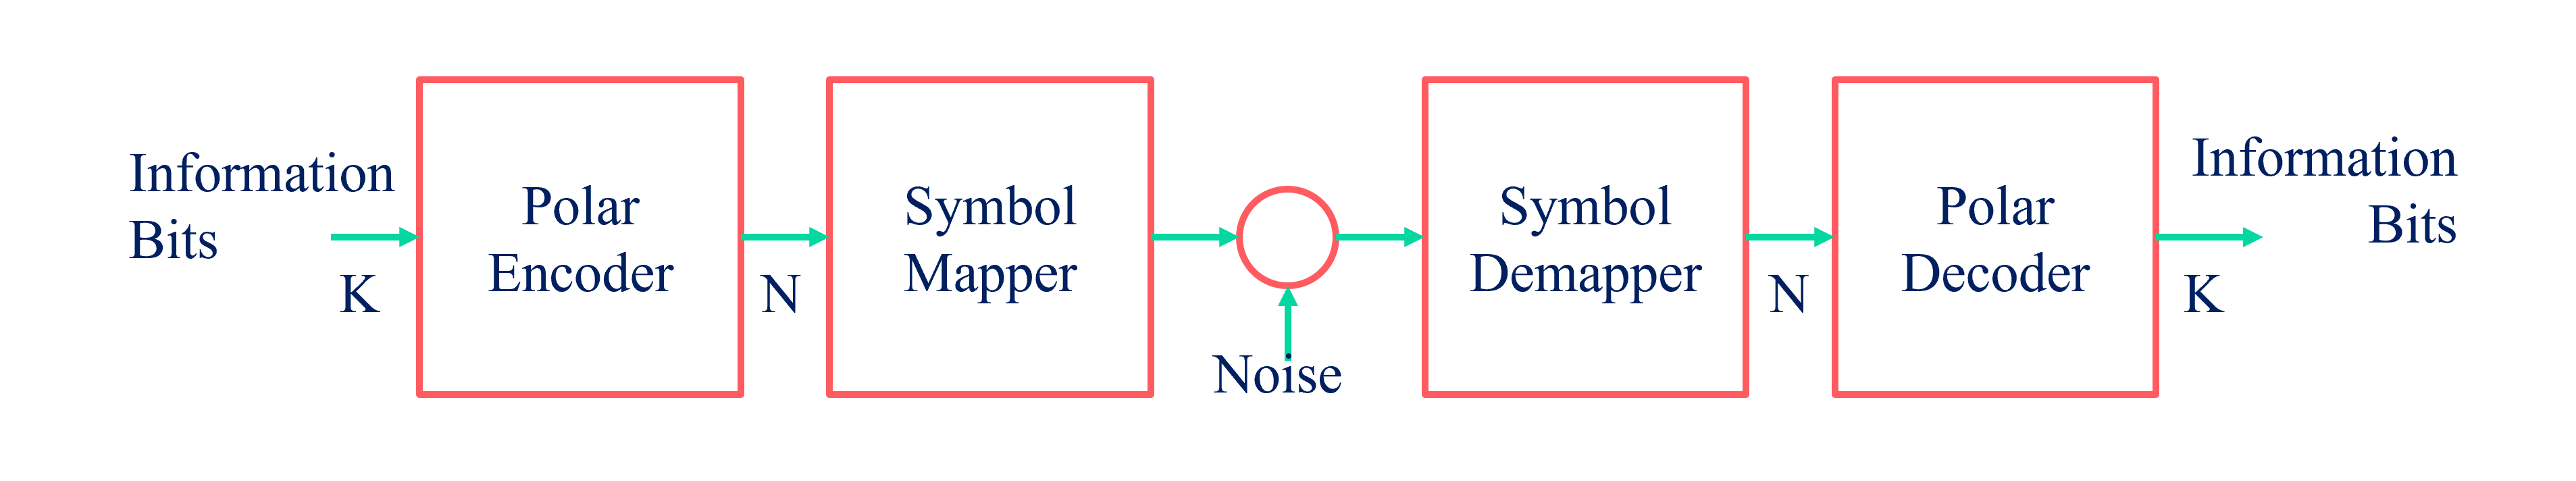 Information
Bits
K
Polar
Encoder
N
Symbol
Mapper
Noise
Symbol
Demapper
N
Polar
Decoder
K
Information
Bits